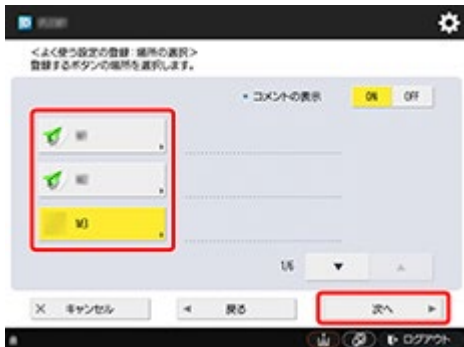 <よく使う設定の登録:場所の選択>
登録するボタンの場所を選択します。
・コメントの表示 ON OFF
M1
M2
M3
1/6 ▼ ▲
× キャンセル ◀ 戻る 次へ ▶
ログアウト